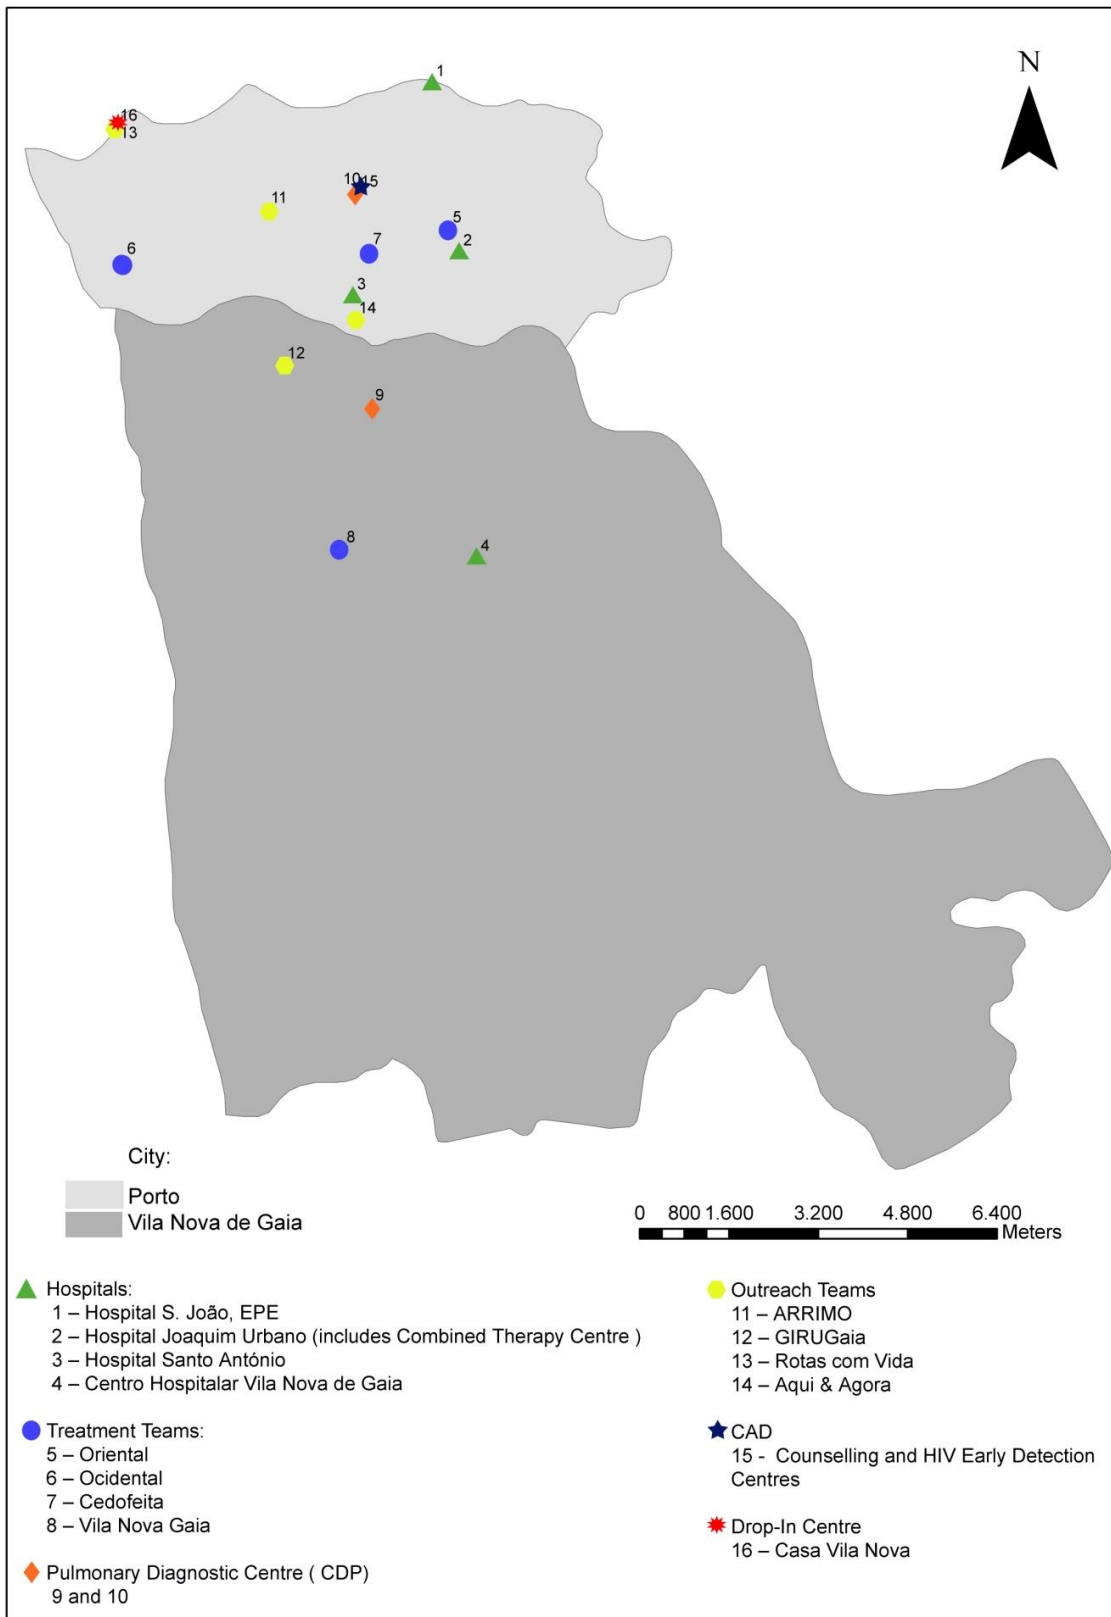 N
1
16
13
10 15
11
5
2
7
6
3
14
12
9
8
4
City:
Porto
Vila Nova de Gaia
0 800 1.600 3.200 4.800 6.400
Meters
Hospitals:
1 – Hospital S. João, EPE
2 – Hospital Joaquim Urbano (includes Combined Therapy Centre )
3 – Hospital Santo António
4 – Centro Hospitalar Vila Nova de Gaia
Treatment Teams:
5 – Oriental
6 – Ocidental
7 – Cedofeita
8 – Vila Nova Gaia
Pulmonary Diagnostic Centre ( CDP)
9 and 10
Outreach Teams
11 – ARRIMO
12 – GIRUGaia
13 – Rotas com Vida
14 – Aqui & Agora
CAD
15 - Counselling and HIV Early Detection
Centres
Drop-In Centre
16 – Casa Vila Nova